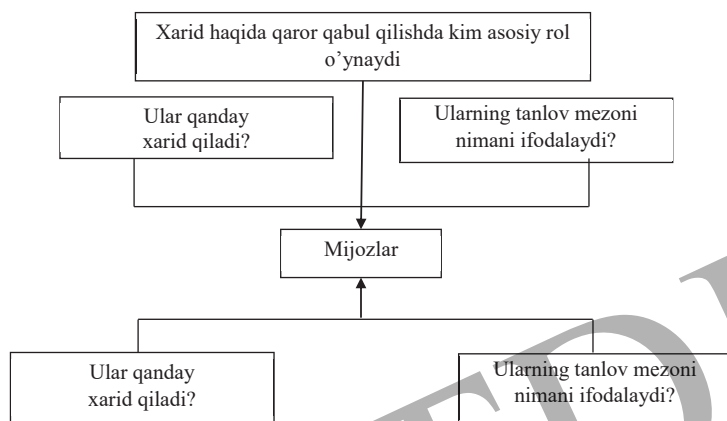 Xarid haqida qaror qabul qilishda kim asosiy rol
o’ynaydi
Ular qanday
xarid qiladi?
Ularning tanlov mezoni
nimani ifodalaydi?
Mijozlar
Ular qanday
xarid qiladi?
Ularning tanlov mezoni
nimani ifodalaydi?